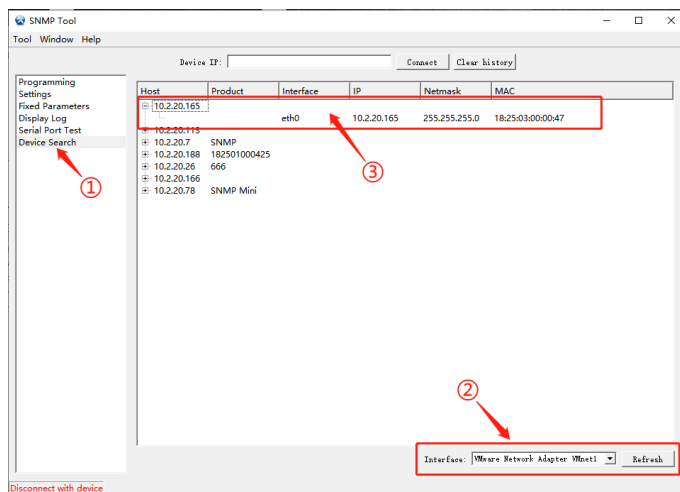 SNMP Tool
Tool Window Help
Device IP: Connect Clear history
Programming
Settings
Fixed Parameters
Display Log
Serial Port Test
Device Search
①
Host Product Interface IP Netmask MAC
10.2.20.165
eth0 10.2.20.165 255.255.255.0 18:25:03:00:00:47
10.2.20.113
10.2.20.7 SNMP
10.2.20.188 182501000425
10.2.20.26 666
10.2.20.166
10.2.20.78 SNMP Mini
③
②
Interface: VMware Network Adapter VMnet1 Refresh
Disconnect with device